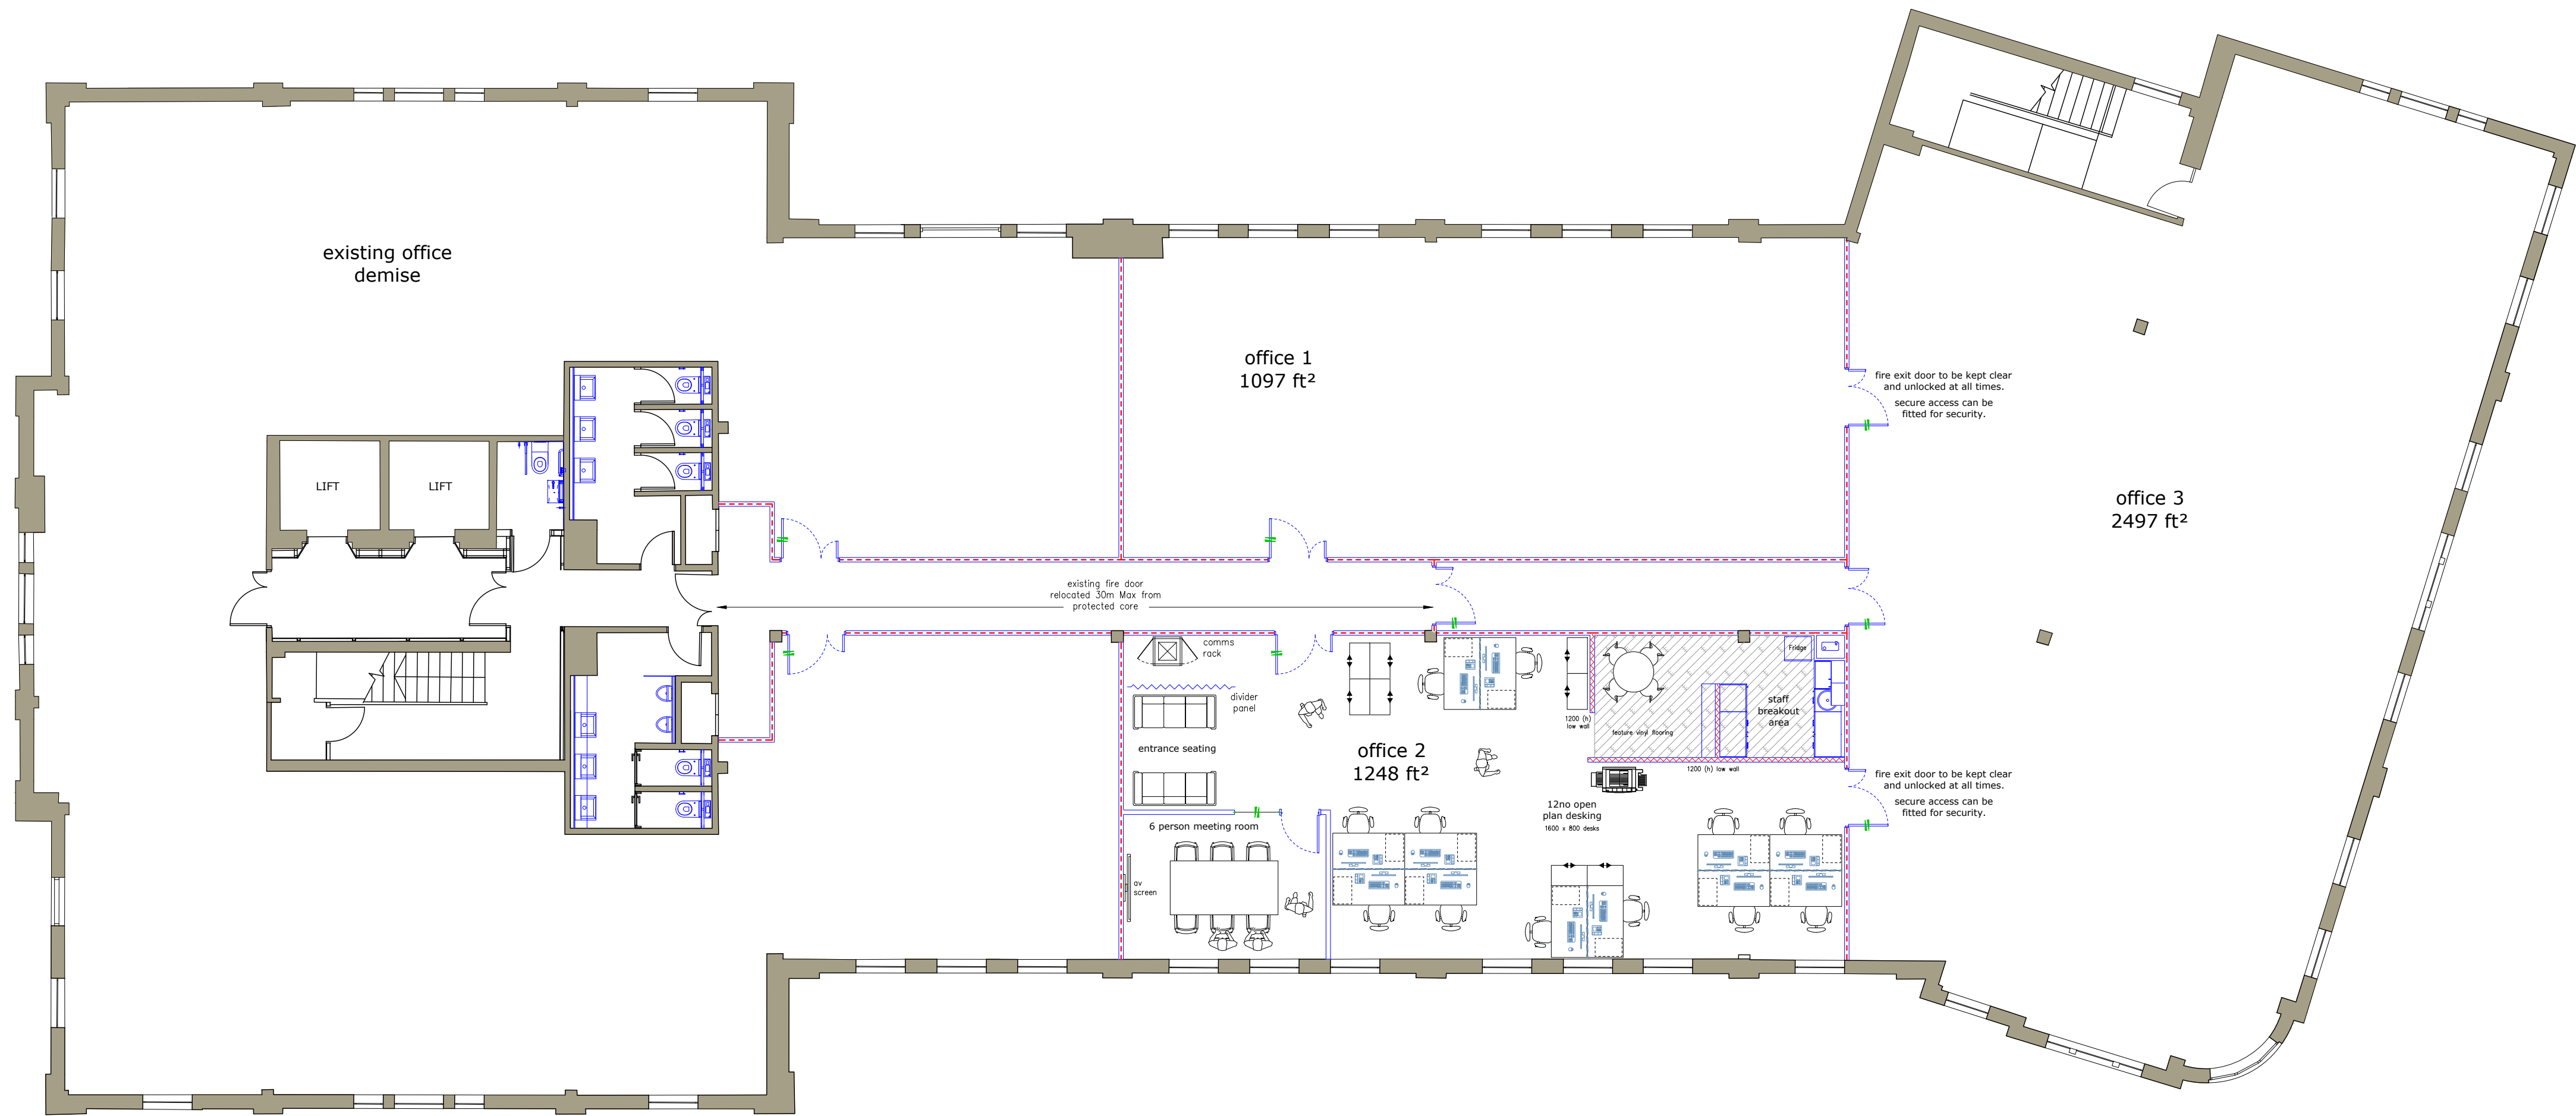 existing office
demise
office 1
1097 ft²
fire exit door to be kept clear
and unlocked at all times.
secure access can be
fitted for security.
LIFT
LIFT
office 3
2497 ft²
existing fire door
relocated 30m Max from
protected core
comms
rack
divider
panel
entrance seating
office 2
1248 ft²
1200 (h)
low wall
feature vinyl flooring
Fridge
staff
breakout
area
1200 (h) low wall
fire exit door to be kept clear
and unlocked at all times.
secure access can be
fitted for security.
6 person meeting room
12no open
plan desking
1600 x 800 desks
av
screen